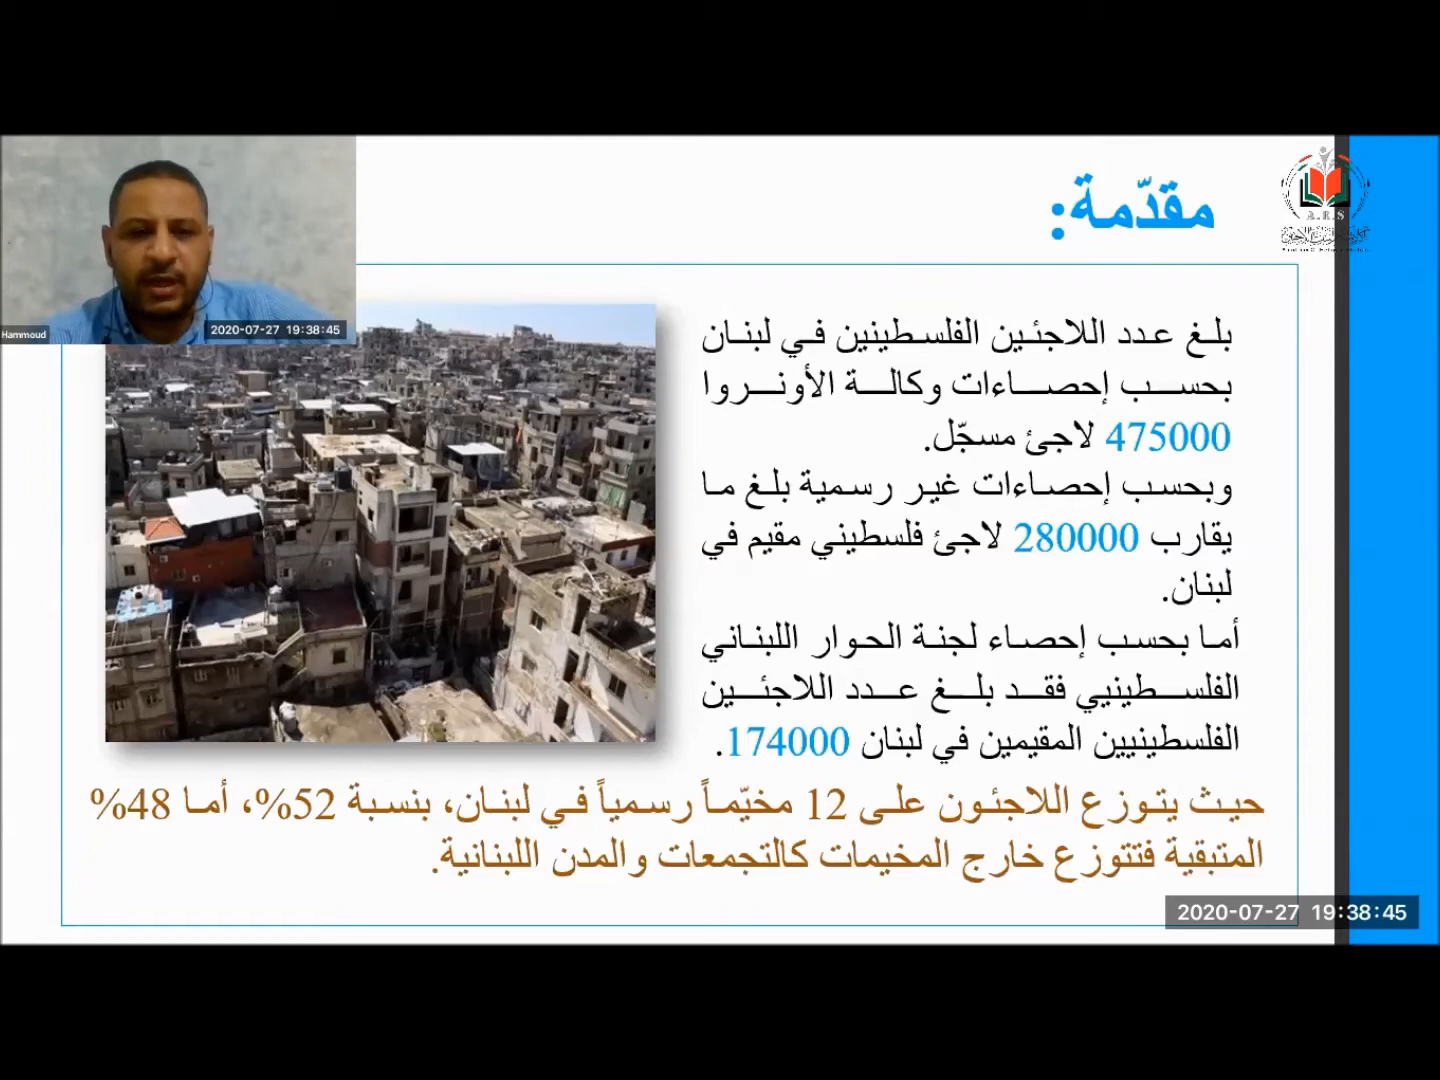 مقدّمة:
A.R.S
Hammoud
2020-07-27 19:38:45
بلغ عدد اللاجئين الفلسطينين في لبنان
بحسب إحصاءات وكالة الأونروا
475000 لاجئ مسجّل.
وبحسب إحصاءات غير رسمية بلغ ما
يقارب 280000 لاجئ فلسطيني مقيم في
لبنان.
أما بحسب إحصاء لجنة الحوار اللبناني
الفلسطينيي فقد بلغ عدد اللاجئين
الفلسطينيين المقيمين في لبنان 174000.
حيث يتوزع اللاجئون على 12 مخيّماً رسمياً في لبنان، بنسبة 52%، أما 48%
المتبقية فتتوزع خارج المخيمات كالتجمعات والمدن اللبنانية.
2020-07-27 19:38:45